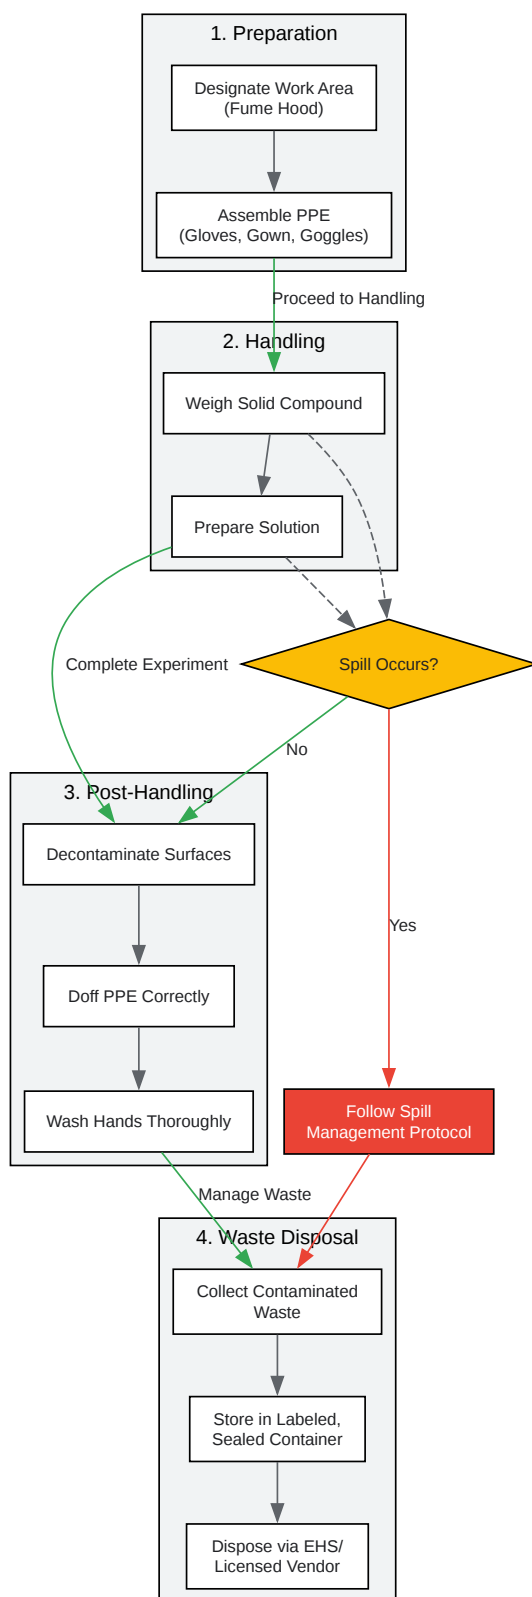 1. Preparation
Designate Work Area
(Fume Hood)
Assemble PPE
(Gloves, Gown, Goggles)
Proceed to Handling
2. Handling
Weigh Solid Compound
Prepare Solution
Complete Experiment
Spill Occurs?
No
3. Post-Handling
Decontaminate Surfaces
Yes
Doff PPE Correctly
Wash Hands Thoroughly
Follow Spill
Management Protocol
Manage Waste
4. Waste Disposal
Collect Contaminated
Waste
Store in Labeled,
Sealed Container
Dispose via EHS/
Licensed Vendor